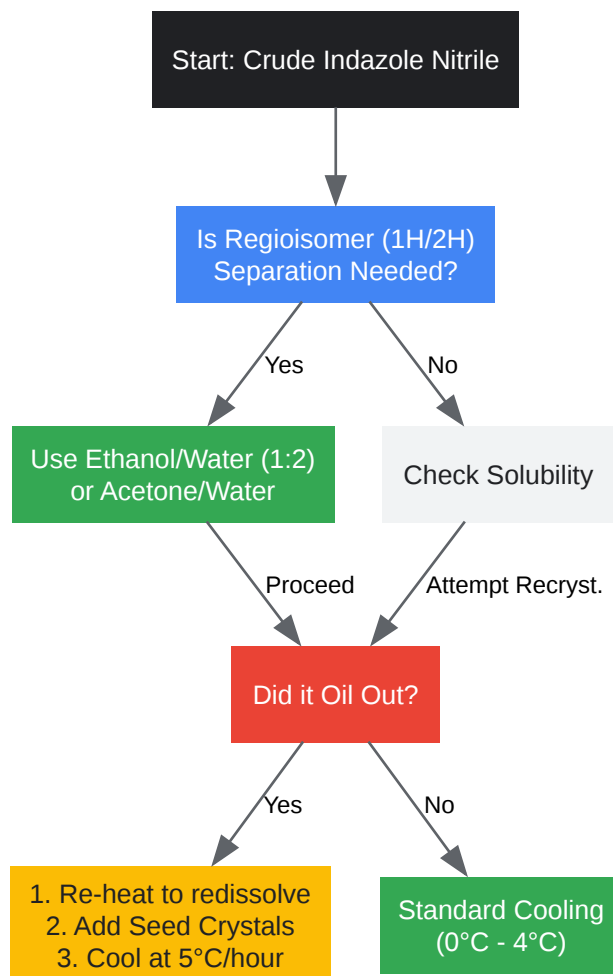 Start: Crude Indazole Nitrile
Is Regioisomer (1H/2H)
Separation Needed?
Yes
No
Use Ethanol/Water (1:2)
or Acetone/Water
Check Solubility
Proceed
Attempt Recryst.
Did it Oil Out?
Yes
No
1. Re-heat to redissolve
2. Add Seed Crystals
3. Cool at 5°C/hour
Standard Cooling
(0°C - 4°C)